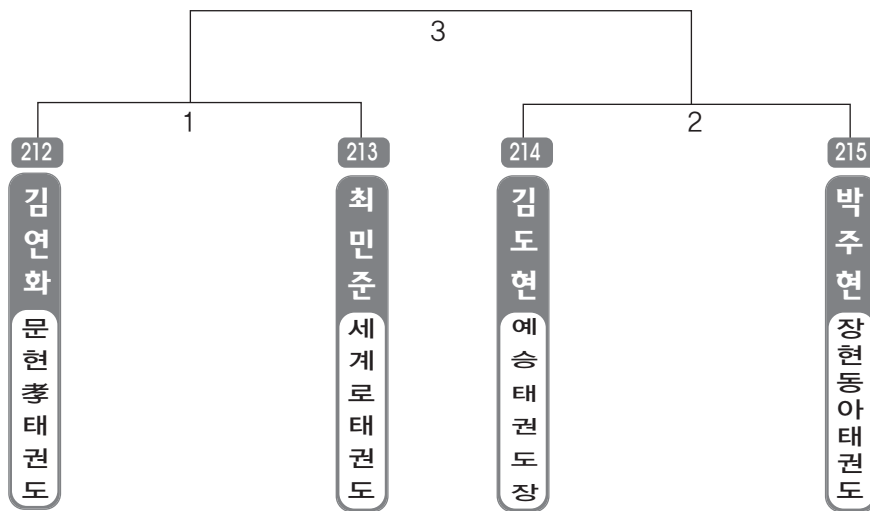 3
1
2
212
213
214
215
김연화
최민준
김도현
박주현
문현孝태권도
세계로태권도
예승태권도장
장현동아태권도